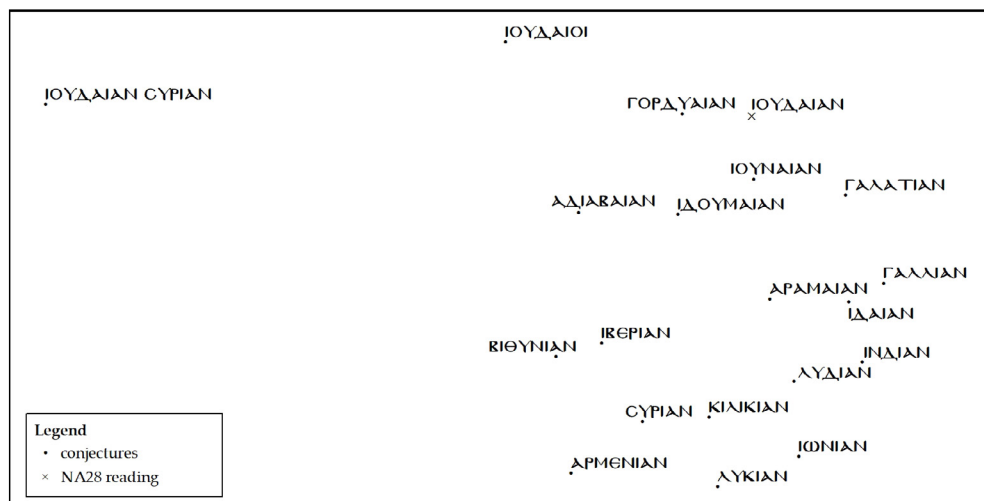 ΙΟΥΔΑΙΟΙ
ΙΟΥΔΑΙΑΝ ϹΥΡΙΑΝ
ΓΟΡΔΥΑΙΑΝ
ΙΟΥΔΑΙΑΝ
ΙΟΥΝΑΙΑΝ
ΓΑΛΑΤΙΑΝ
ΑΔΙΑΒΑΙΑΝ
ΙΔΟΥΜΑΙΑΝ
ΓΑΛΛΙΑΝ
ΑΡΑΜΑΙΑΝ
ΙΔΑΙΑΝ
ΙΒΕΡΙΑΝ
ΒΙΘΥΝΙΑΝ
ΙΝΔΙΑΝ
ΛΥΔΙΑΝ
ϹΥΡΙΑΝ
ΚΙΛΙΚΙΑΝ
ΙΩΝΙΑΝ
ΑΡΜΕΝΙΑΝ
ΛΥΚΙΑΝ
Legend
conjectures
NA28 reading